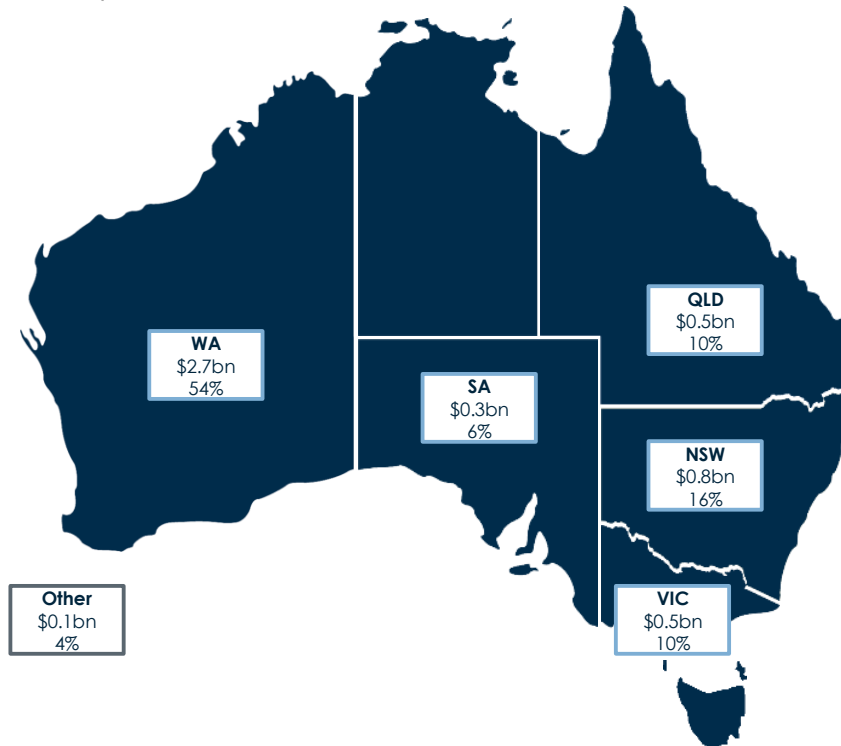 QLD
$0.5bn
10%
WA
$2.7bn
54%
SA
$0.3bn
6%
NSW
$0.8bn
16%
Other
$0.1bn
4%
VIC
$0.5bn
10%